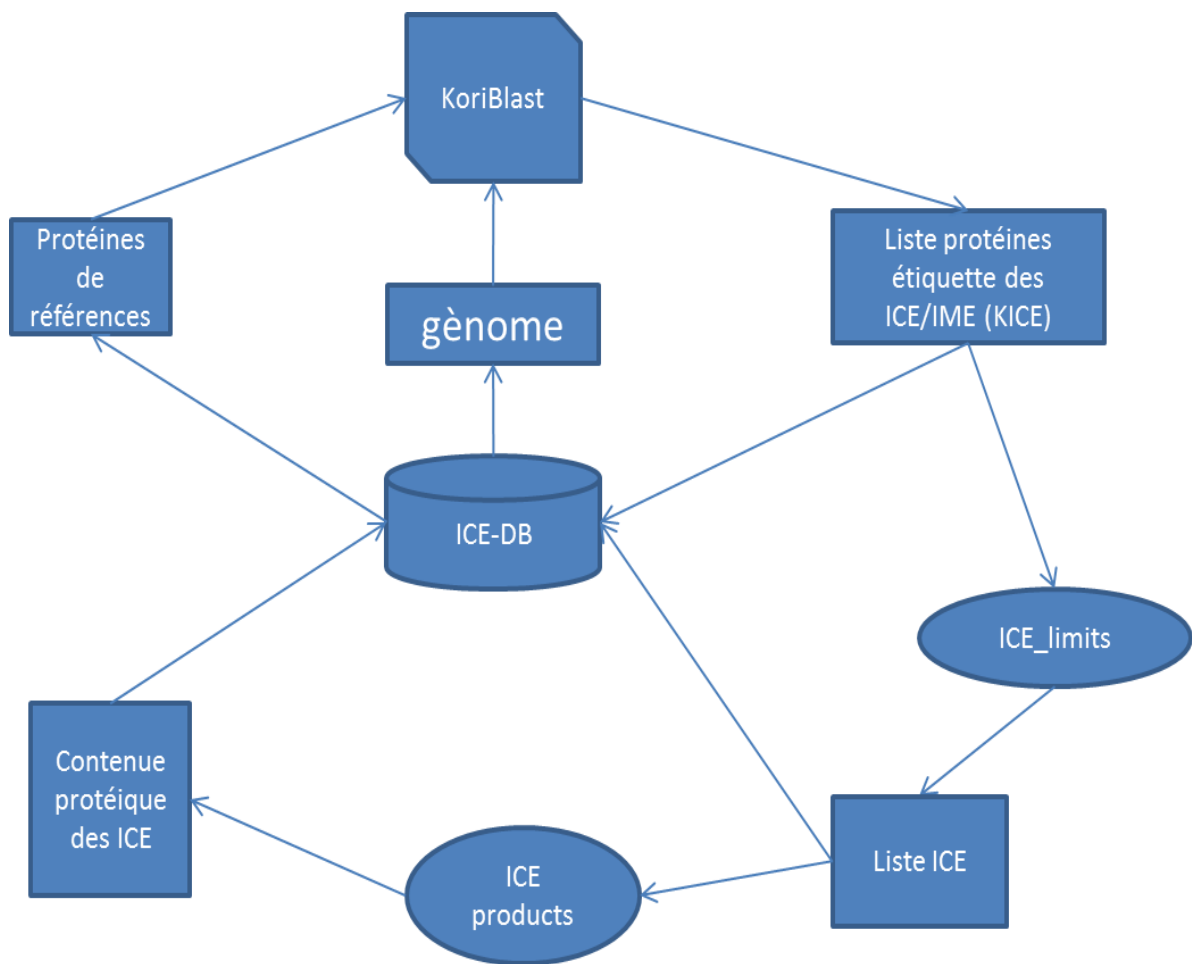 KoriBlast
Protéines
de
références
Liste protéines
étiquette des
ICE/IME (KICE)
gènome
ICE-DB
ICE_limits
Contenue
protéique
des ICE
Liste ICE
ICE
products